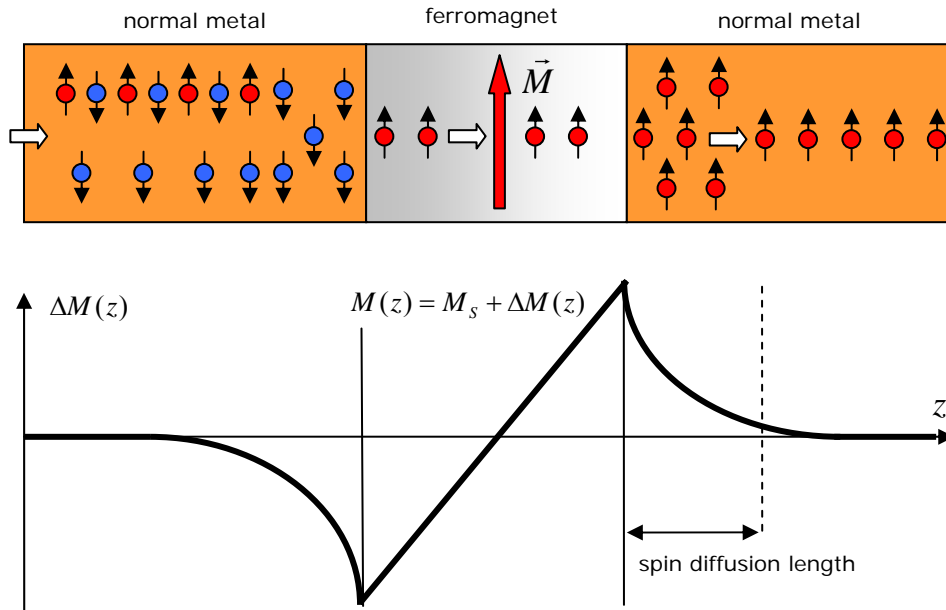 normal metal
ferromagnet
normal metal
M⃗
ΔM(z)
M(z) = M_S + ΔM(z)
z
spin diffusion length